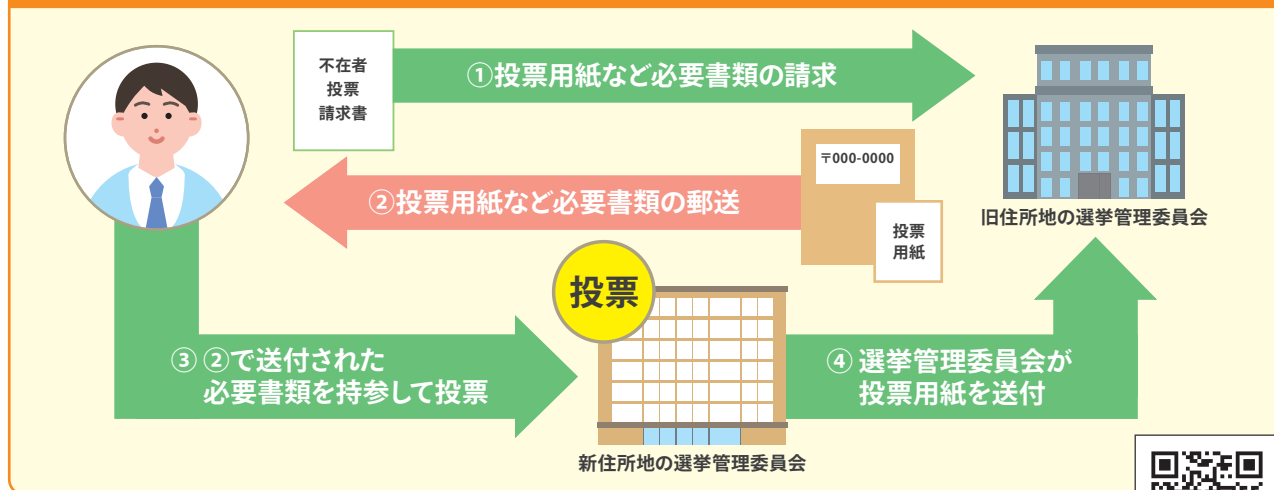 不在者
投票
請求書
①投票用紙など必要書類の請求
〒000-0000
②投票用紙など必要書類の郵送
投票
用紙
旧住所地の選挙管理委員会
投票
③ ②で送付された
必要書類を持参して投票
④ 選挙管理委員会が
投票用紙を送付
新住所地の選挙管理委員会